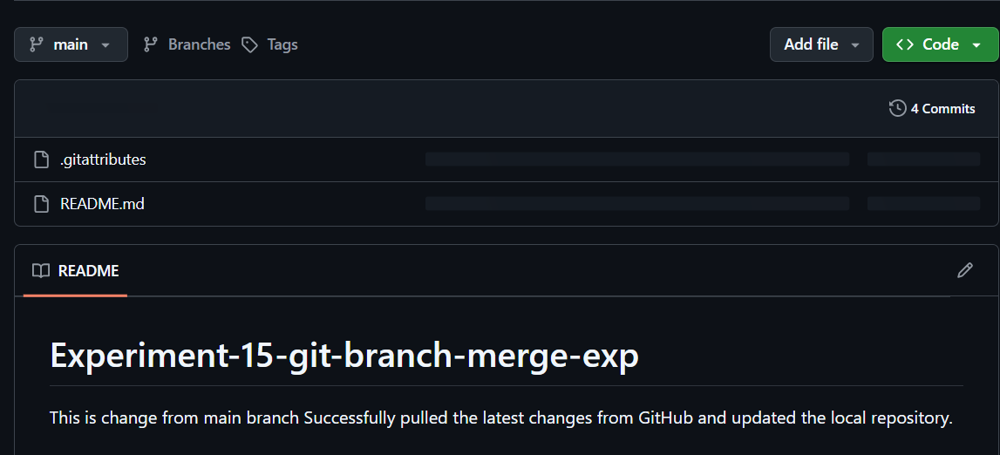 main Branches Tags Add file Code
4 Commits
.gitattributes
README.md
README
Experiment-15-git-branch-merge-exp
This is change from main branch Successfully pulled the latest changes from GitHub and updated the local repository.